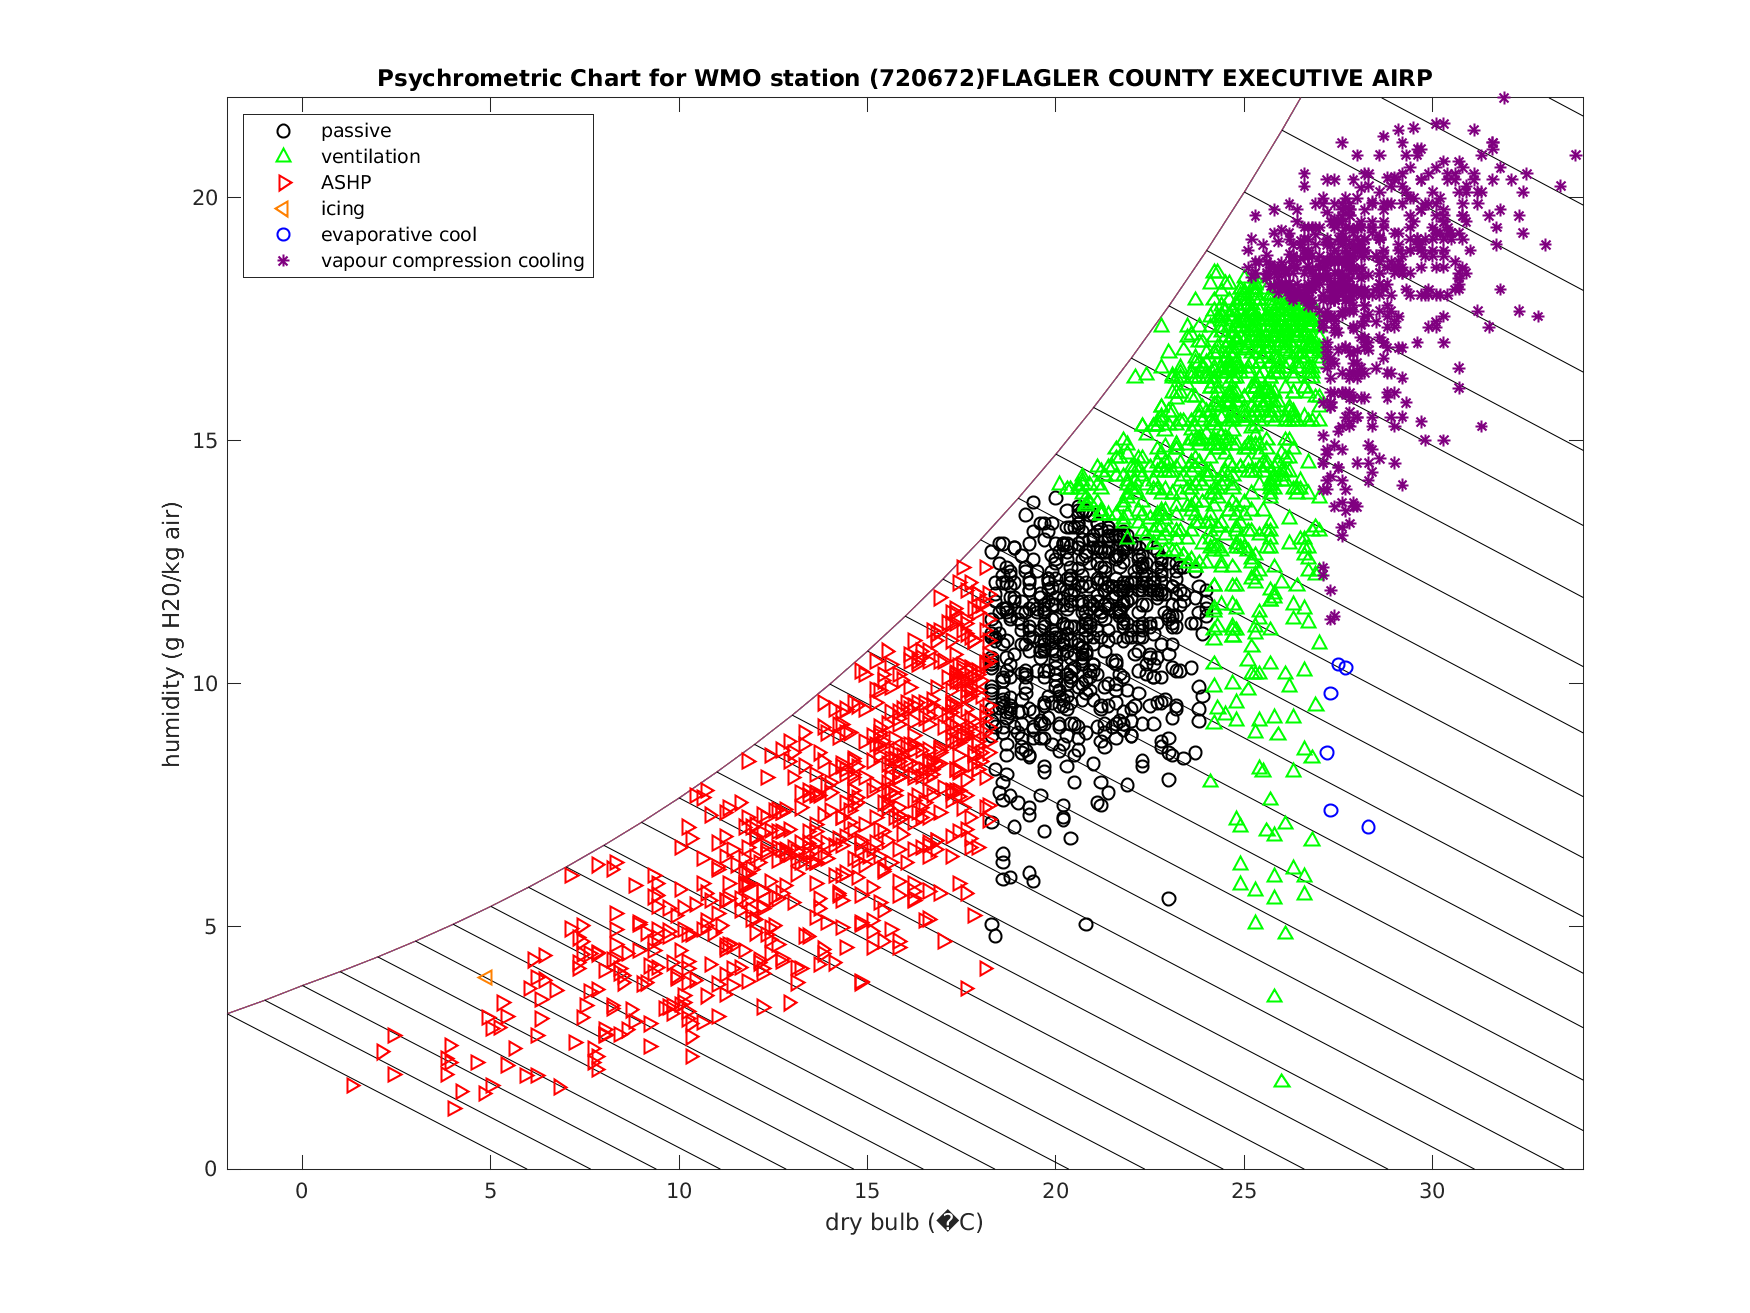 Psychrometric Chart for WMO station (720672)FLAGLER COUNTY EXECUTIVE AIRP
passive
ventilation
ASHP
icing
evaporative cool
vapour compression cooling
humidity (g H20/kg air)
20
15
10
5
0
0 5 10 15 20 25 30
dry bulb (�C)